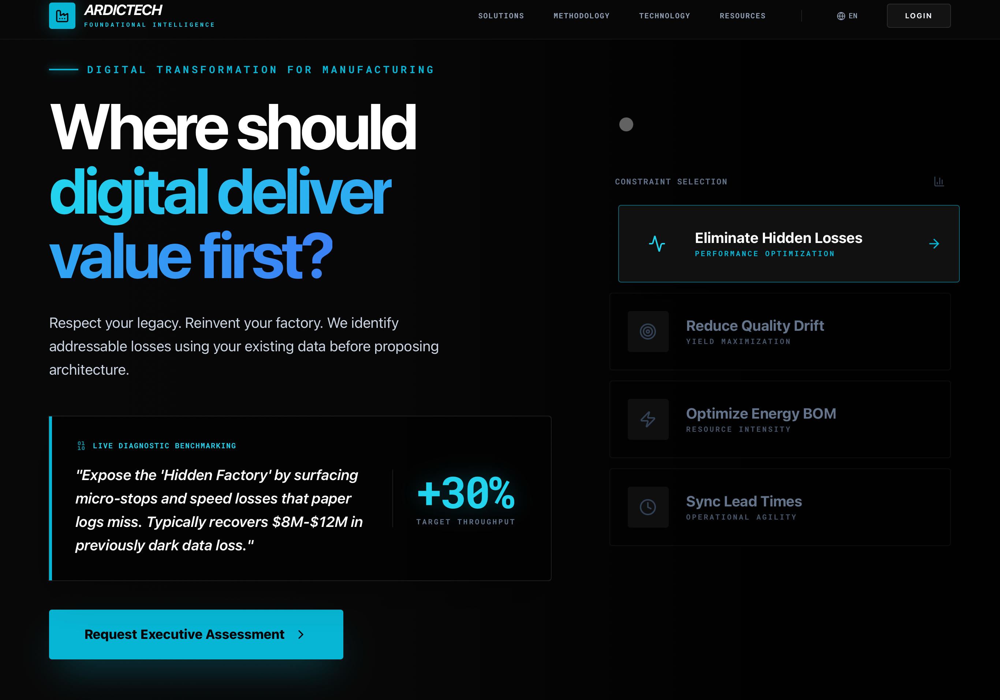 ARDICTECH
FOUNDATIONAL INTELLIGENCE
SOLUTIONS
METHODOLOGY
TECHNOLOGY
RESOURCES
EN
LOGIN
DIGITAL TRANSFORMATION FOR MANUFACTURING
Where should
digital deliver
value first?
Respect your legacy. Reinvent your factory. We identify
addressable losses using your existing data before proposing
architecture.
01
10
LIVE DIAGNOSTIC BENCHMARKING
"Expose the 'Hidden Factory' by surfacing
micro-stops and speed losses that paper
logs miss. Typically recovers $8M-$12M in
previously dark data loss."
+30%
TARGET THROUGHPUT
Request Executive Assessment
CONSTRAINT SELECTION
Eliminate Hidden Losses
PERFORMANCE OPTIMIZATION
Reduce Quality Drift
YIELD MAXIMIZATION
Optimize Energy BOM
RESOURCE INTENSITY
Sync Lead Times
OPERATIONAL AGILITY